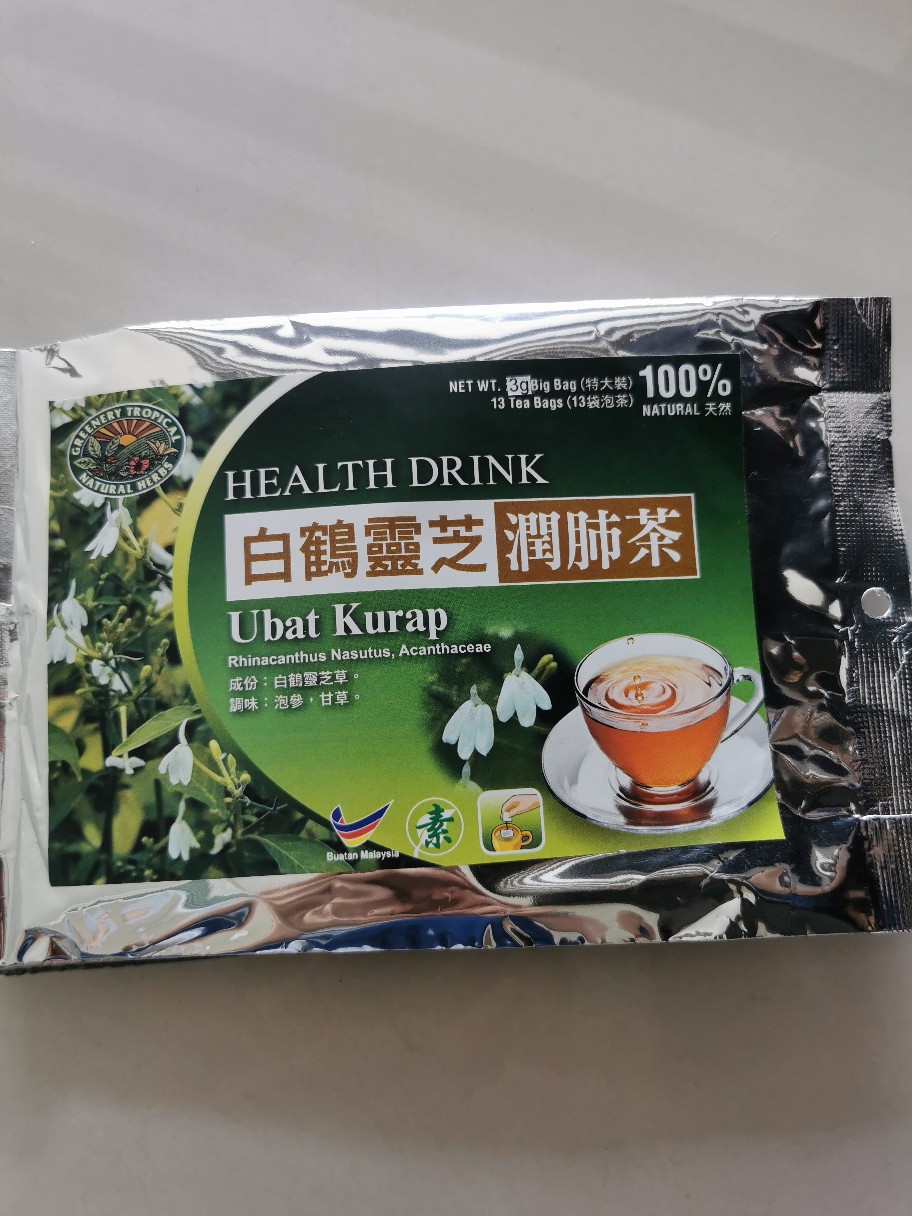 NET WT. 3g Big Bag (特大裝)
13 Tea Bags (13袋泡茶)
100%
NATURAL 天然
GREENERY TROPICAL
NATURAL HERBS
HEALTH DRINK
白鶴靈芝潤肺茶
Ubat Kurap
Rhinacanthus Nasutus, Acanthaceae
成份：白鶴靈芝草。
調味：泡參，甘草。
Buatan Malaysia
素